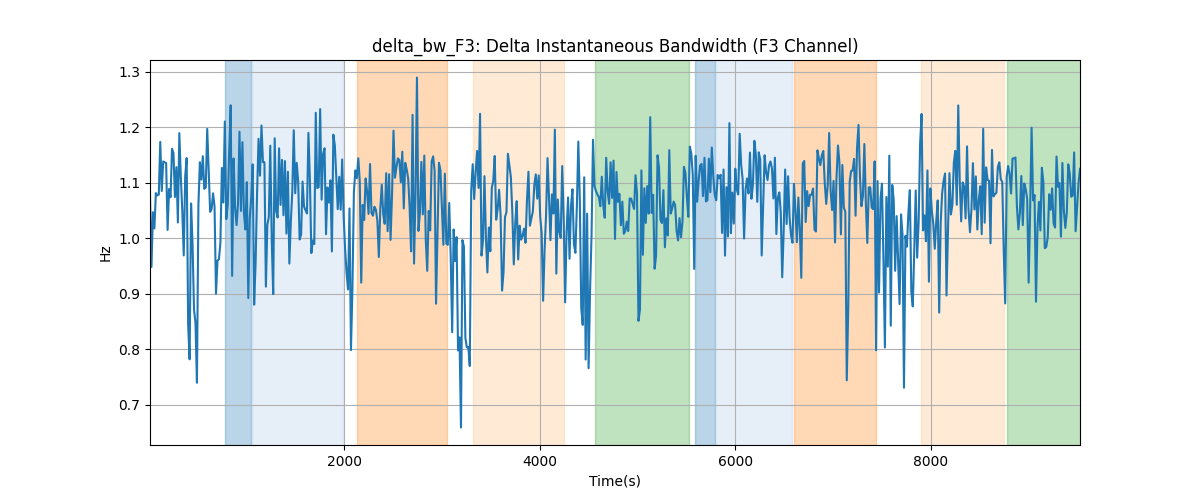 delta_bw_F3: Delta Instantaneous Bandwidth (F3 Channel)
1.3
1.2
1.1
1.0
0.9
0.8
0.7
Hz
2000 4000 6000 8000
Time(s)